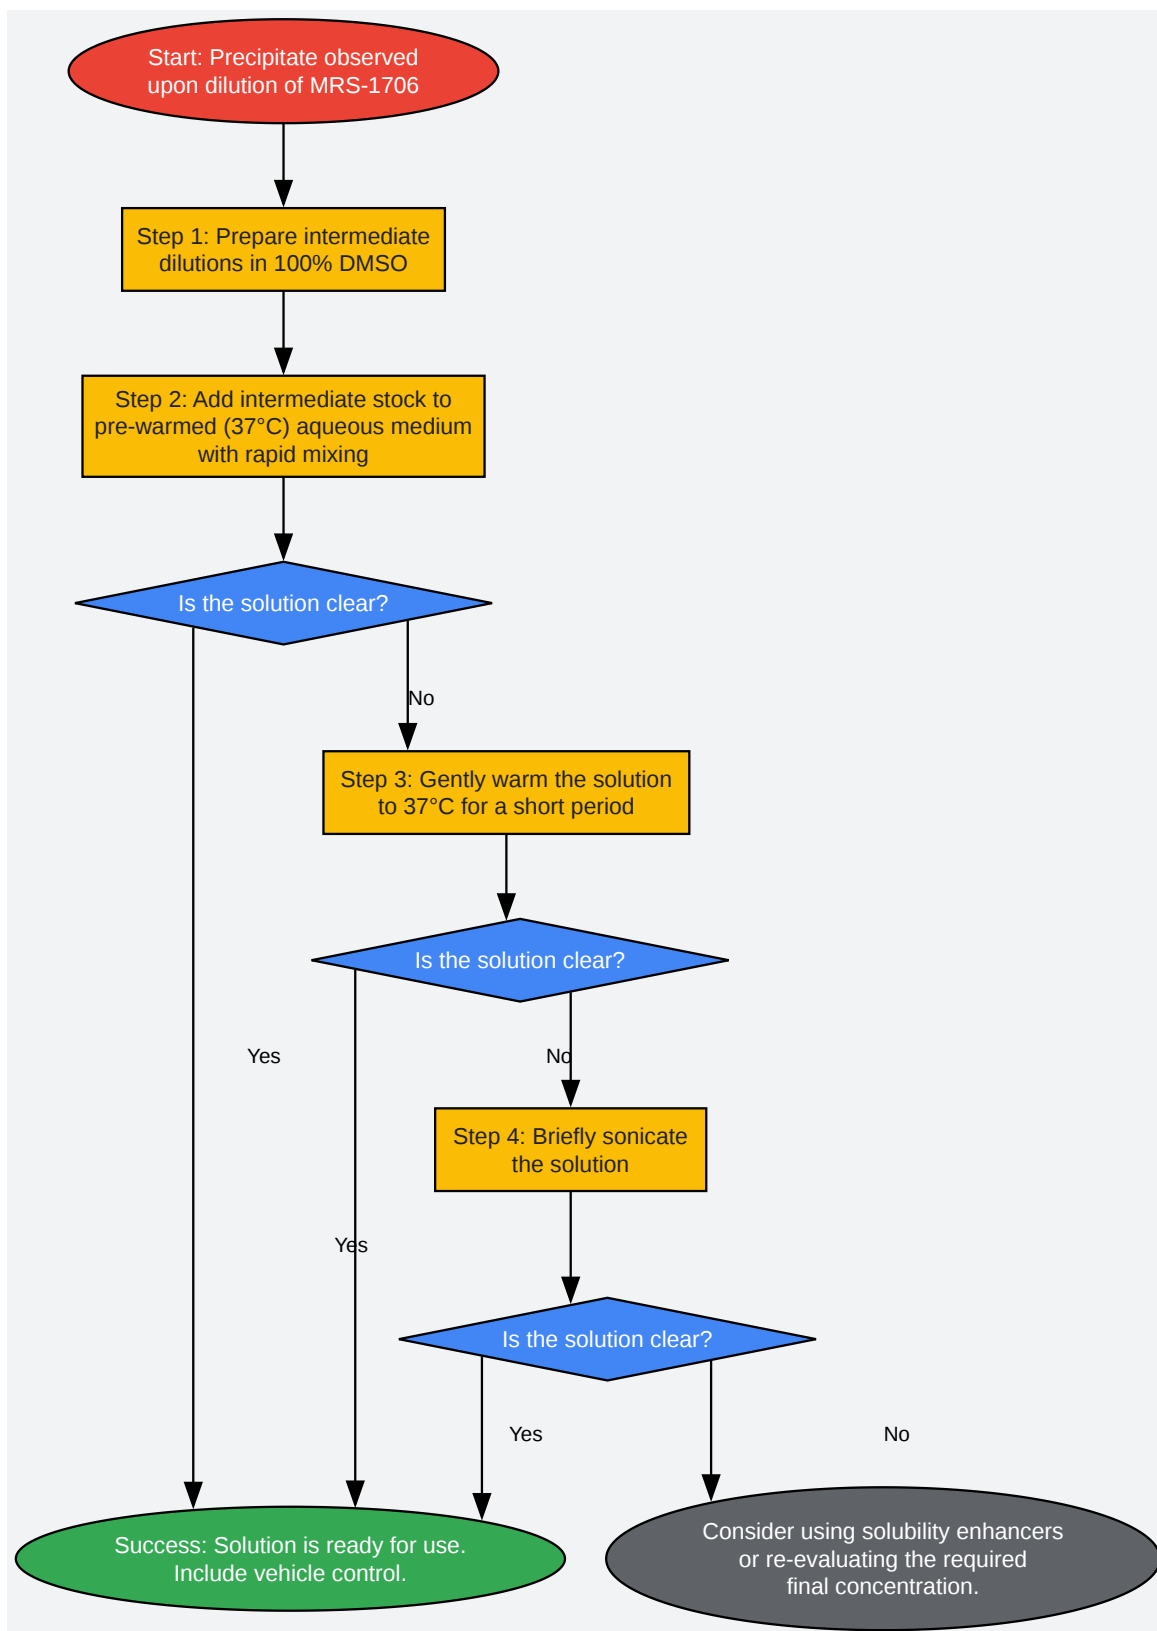 Start: Precipitate observed
upon dilution of MRS-1706
Step 1: Prepare intermediate
dilutions in 100% DMSO
Step 2: Add intermediate stock to
pre-warmed (37°C) aqueous medium
with rapid mixing
Is the solution clear?
No
Step 3: Gently warm the solution
to 37°C for a short period
Is the solution clear?
Yes
No
Step 4: Briefly sonicate
the solution
Yes
Is the solution clear?
Yes
No
Success: Solution is ready for use.
Include vehicle control.
Consider using solubility enhancers
or re-evaluating the required
final concentration.